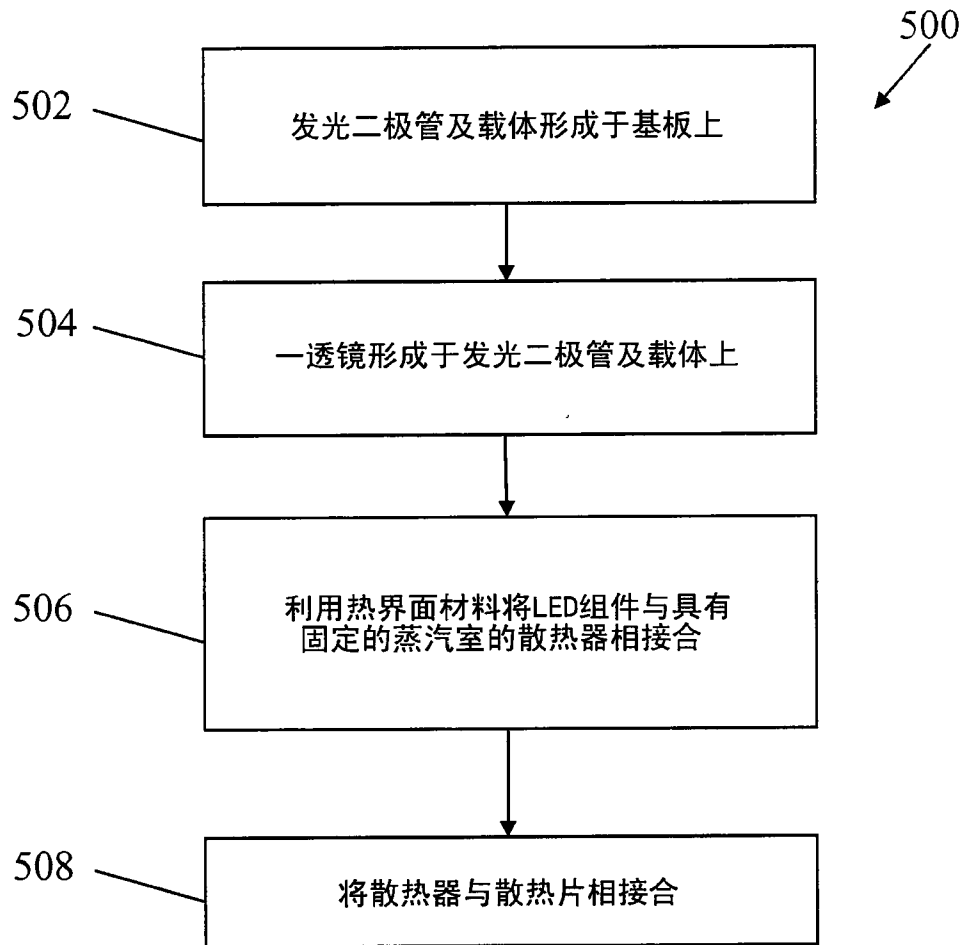 500
502
发光二极管及载体形成于基板上
504
一透镜形成于发光二极管及载体上
506
利用热界面材料将LED组件与具有
固定的蒸汽室的散热器相接合
508
将散热器与散热片相接合